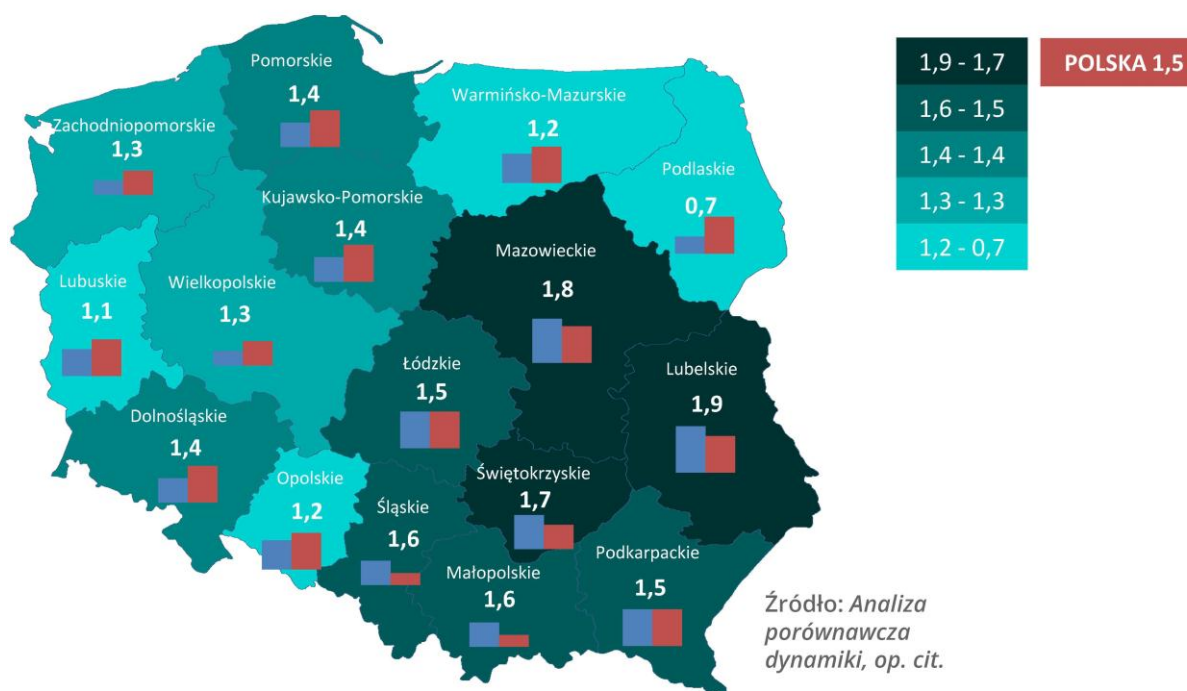 Pomorskie
1,4
Warmińsko-Mazurskie
1,2
Zachodniopomorskie
1,3
Podlaskie
0,7
Kujawsko-Pomorskie
1,4
Mazowieckie
1,8
Lubuskie
1,1
Wielkopolskie
1,3
Łódzkie
1,5
Lubelskie
1,9
Dolnośląskie
1,4
Opolskie
1,2
Śląskie
1,6
Świętokrzyskie
1,7
Małopolskie
1,6
Podkarpackie
1,5
1,9 - 1,7
1,6 - 1,5
1,4 - 1,4
1,3 - 1,3
1,2 - 0,7
POLSKA 1,5
Źródło: Analiza
porównawcza
dynamiki, op. cit.